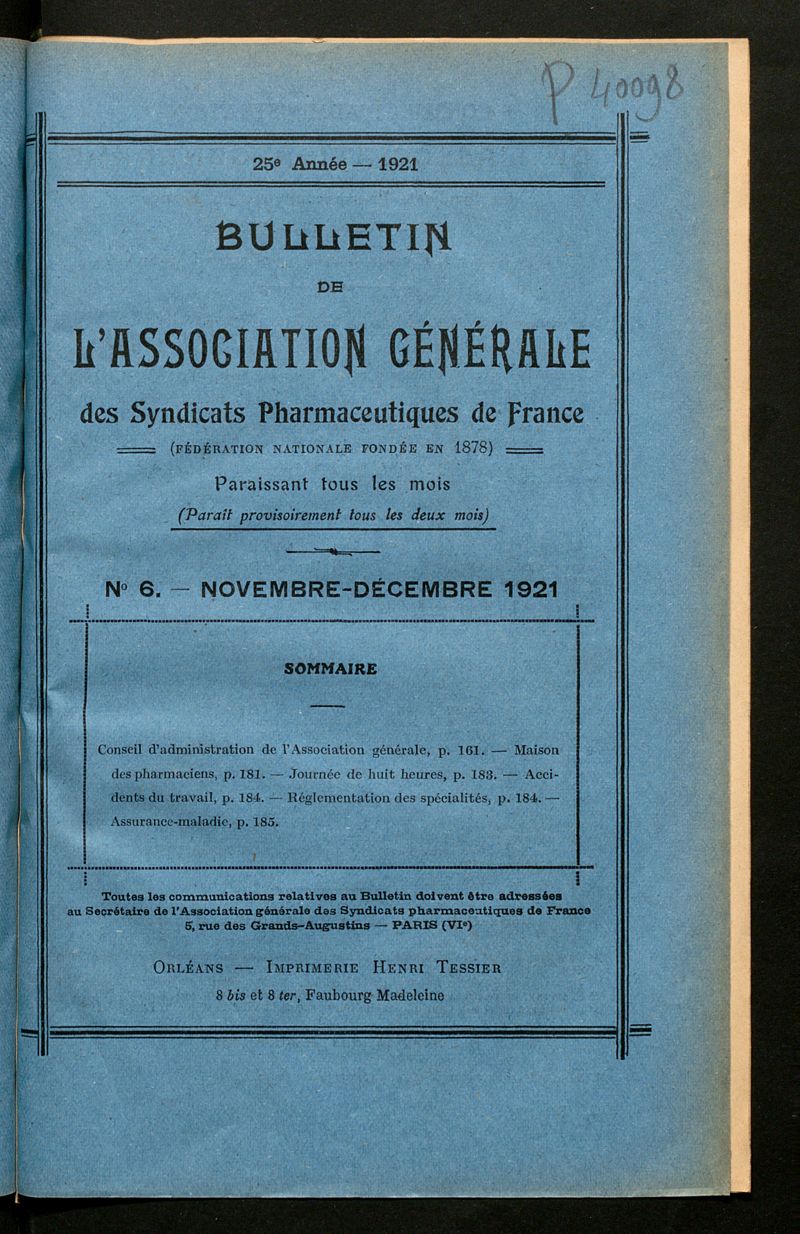 P 40098
25e Année — 1921
BULLETIN
DE
L'ASSOCIATION GÉNÉRALE
des Syndicats Pharmaceutiques de France
(FÉDÉRATION NATIONALE FONDÉE EN 1878)
Paraissant tous les mois
(Paraît provisoirement tous les deux mois)
No 6. — NOVEMBRE-DÉCEMBRE 1921
SOMMAIRE
Conseil d'administration de l'Association générale, p. 161. — Maison
des pharmaciens, p. 181. — Journée de huit heures, p. 183. — Acci-
dents du travail, p. 184. — Réglementation des spécialités, p. 184. —
Assurance-maladie, p. 185.
Toutes les communications relatives au Bulletin doivent être adressées
au Secrétaire de l'Association générale des Syndicats pharmaceutiques de France
5, rue des Grands-Augustins — PARIS (VIe)
ORLÉANS — IMPRIMERIE HENRI TESSIER
8 bis et 8 ter, Faubourg Madeleine